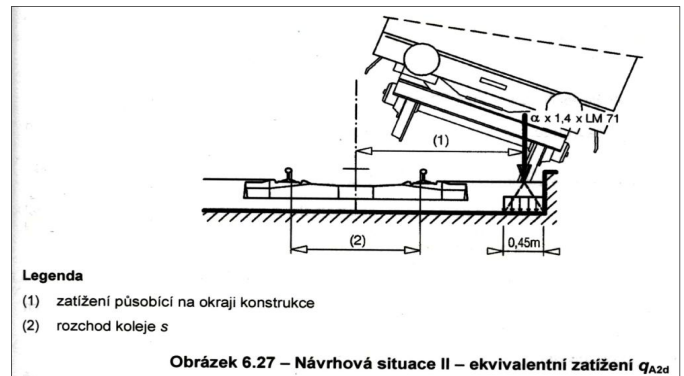 α x 1,4 x LM 71
(1)
(2)
0,45m
Legenda
(1) zatížení působící na okraji konstrukce
(2) rozchod koleje s
Obrázek 6.27 – Návrhová situace II – ekvivalentní zatížení qA2d